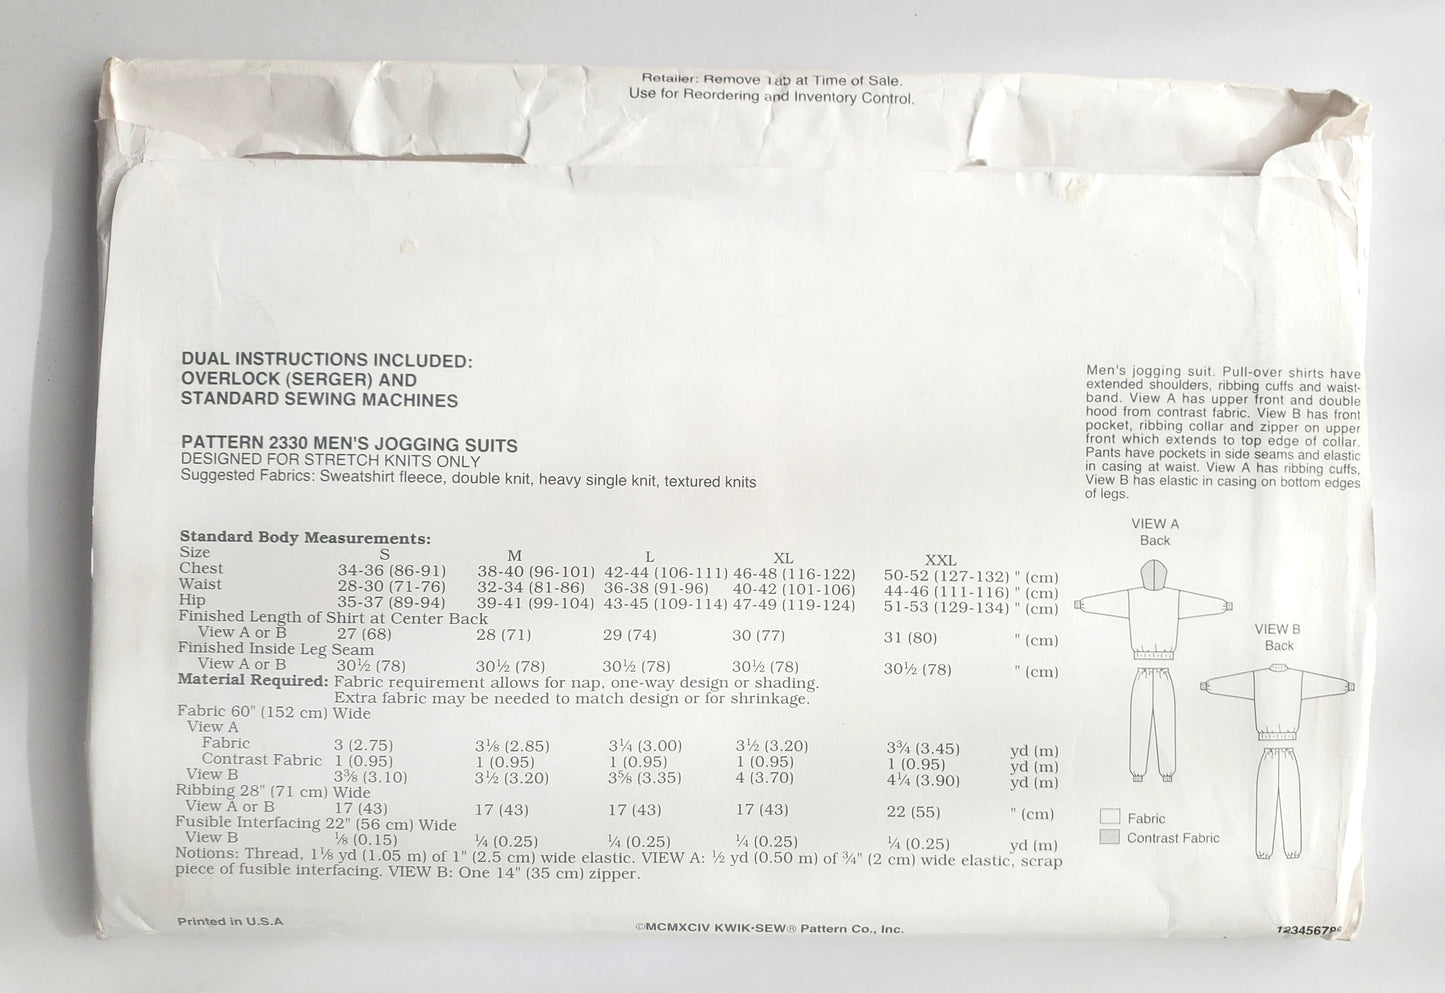 Retailer: Remove Tab at Time of Sale.
Use for Reordering and Inventory Control.
DUAL INSTRUCTIONS INCLUDED:
OVERLOCK (SERGER) AND
STANDARD SEWING MACHINES
PATTERN 2330 MEN'S JOGGING SUITS
DESIGNED FOR STRETCH KNITS ONLY
Suggested Fabrics: Sweatshirt fleece, double knit, heavy single knit, textured knits
Men's jogging suit. Pull-over shirts have
extended shoulders, ribbing cuffs and waist-
band. View A has upper front and double
hood from contrast fabric. View B has front
pocket, ribbing collar and zipper on upper
front which extends to top edge of collar.
Pants have pockets in side seams and elastic
in casing at waist. View A has ribbing cuffs,
View B has elastic in casing on bottom edges
of legs.
Standard Body Measurements:
Size S M L XL XXL
Chest 34-36 (86-91) 38-40 (96-101) 42-44 (106-111) 46-48 (116-122) 50-52 (127-132) " (cm)
Waist 28-30 (71-76) 32-34 (81-86) 36-38 (91-96) 40-42 (101-106) 44-46 (111-116) " (cm)
Hip 35-37 (89-94) 39-41 (99-104) 43-45 (109-114) 47-49 (119-124) 51-53 (129-134) " (cm)
Finished Length of Shirt at Center Back
View A or B 27 (68) 28 (71) 29 (74) 30 (77) 31 (80) " (cm)
Finished Inside Leg Seam
View A or B 30½ (78) 30½ (78) 30½ (78) 30½ (78) 30½ (78) " (cm)
Material Required: Fabric requirement allows for nap, one-way design or shading.
Extra fabric may be needed to match design or for shrinkage.
Fabric 60" (152 cm) Wide
View A
Fabric 3 (2.75) 3⅛ (2.85) 3¼ (3.00) 3½ (3.20) 3¾ (3.45) yd (m)
Contrast Fabric 1 (0.95) 1 (0.95) 1 (0.95) 1 (0.95) 1 (0.95) yd (m)
View B 3⅜ (3.10) 3½ (3.20) 3⅝ (3.35) 4 (3.70) 4¼ (3.90) yd (m)
Ribbing 28" (71 cm) Wide
View A or B 17 (43) 17 (43) 17 (43) 17 (43) 22 (55) " (cm)
Fusible Interfacing 22" (56 cm) Wide
View B ⅛ (0.15) ¼ (0.25) ¼ (0.25) ¼ (0.25) ¼ (0.25) yd (m)
Notions: Thread, 1⅛ yd (1.05 m) of 1" (2.5 cm) wide elastic. VIEW A: ½ yd (0.50 m) of ¾" (2 cm) wide elastic, scrap
piece of fusible interfacing. VIEW B: One 14" (35 cm) zipper.
VIEW A
Back
VIEW B
Back
Fabric
Contrast Fabric
Printed in U.S.A
©MCMXCIV KWIK•SEW® Pattern Co., Inc.
123456789